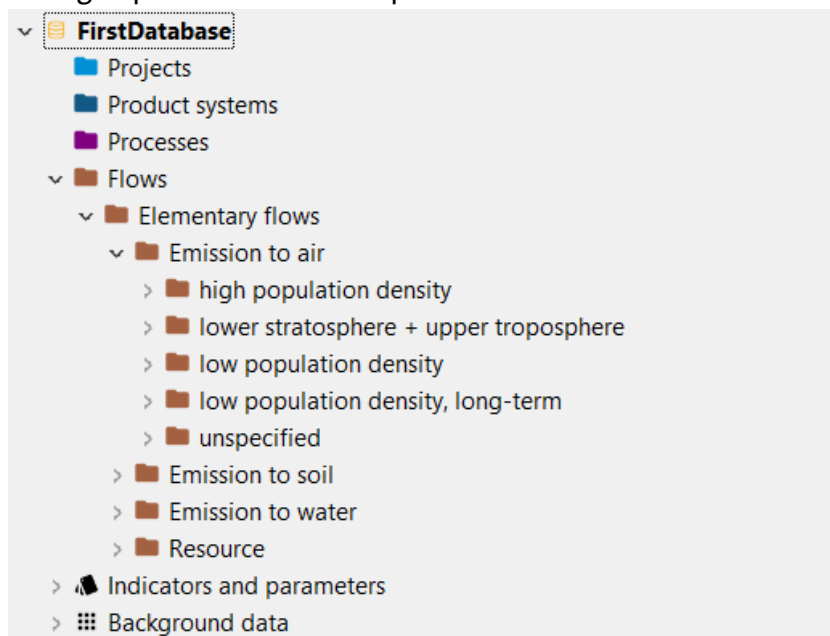 FirstDatabase
Projects
Product systems
Processes
Flows
Elementary flows
Emission to air
high population density
lower stratosphere + upper troposphere
low population density
low population density, long-term
unspecified
Emission to soil
Emission to water
Resource
Indicators and parameters
Background data